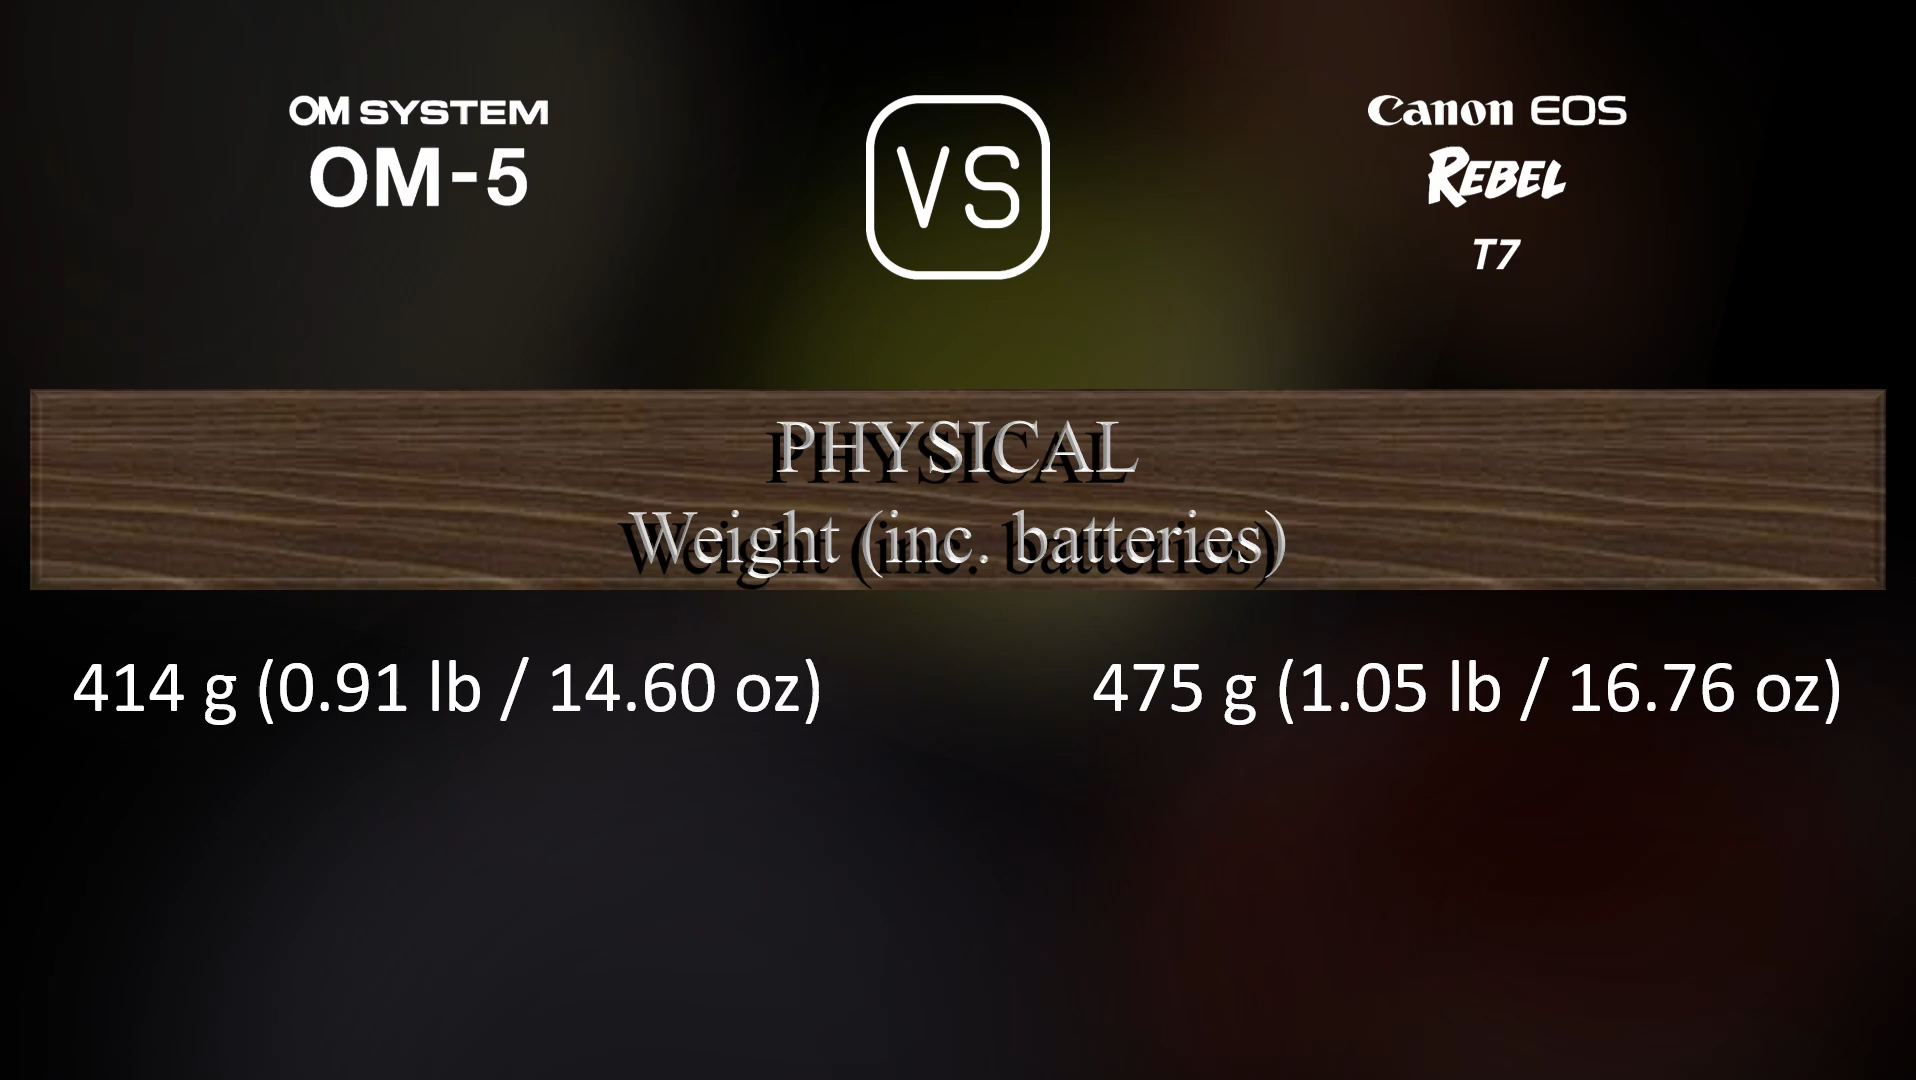 OM SYSTEM
OM-5
VS
Canon EOS
REBEL
T7
PHYSICAL
Weight (inc. batteries)
414 g (0.91 lb / 14.60 oz)
475 g (1.05 lb / 16.76 oz)